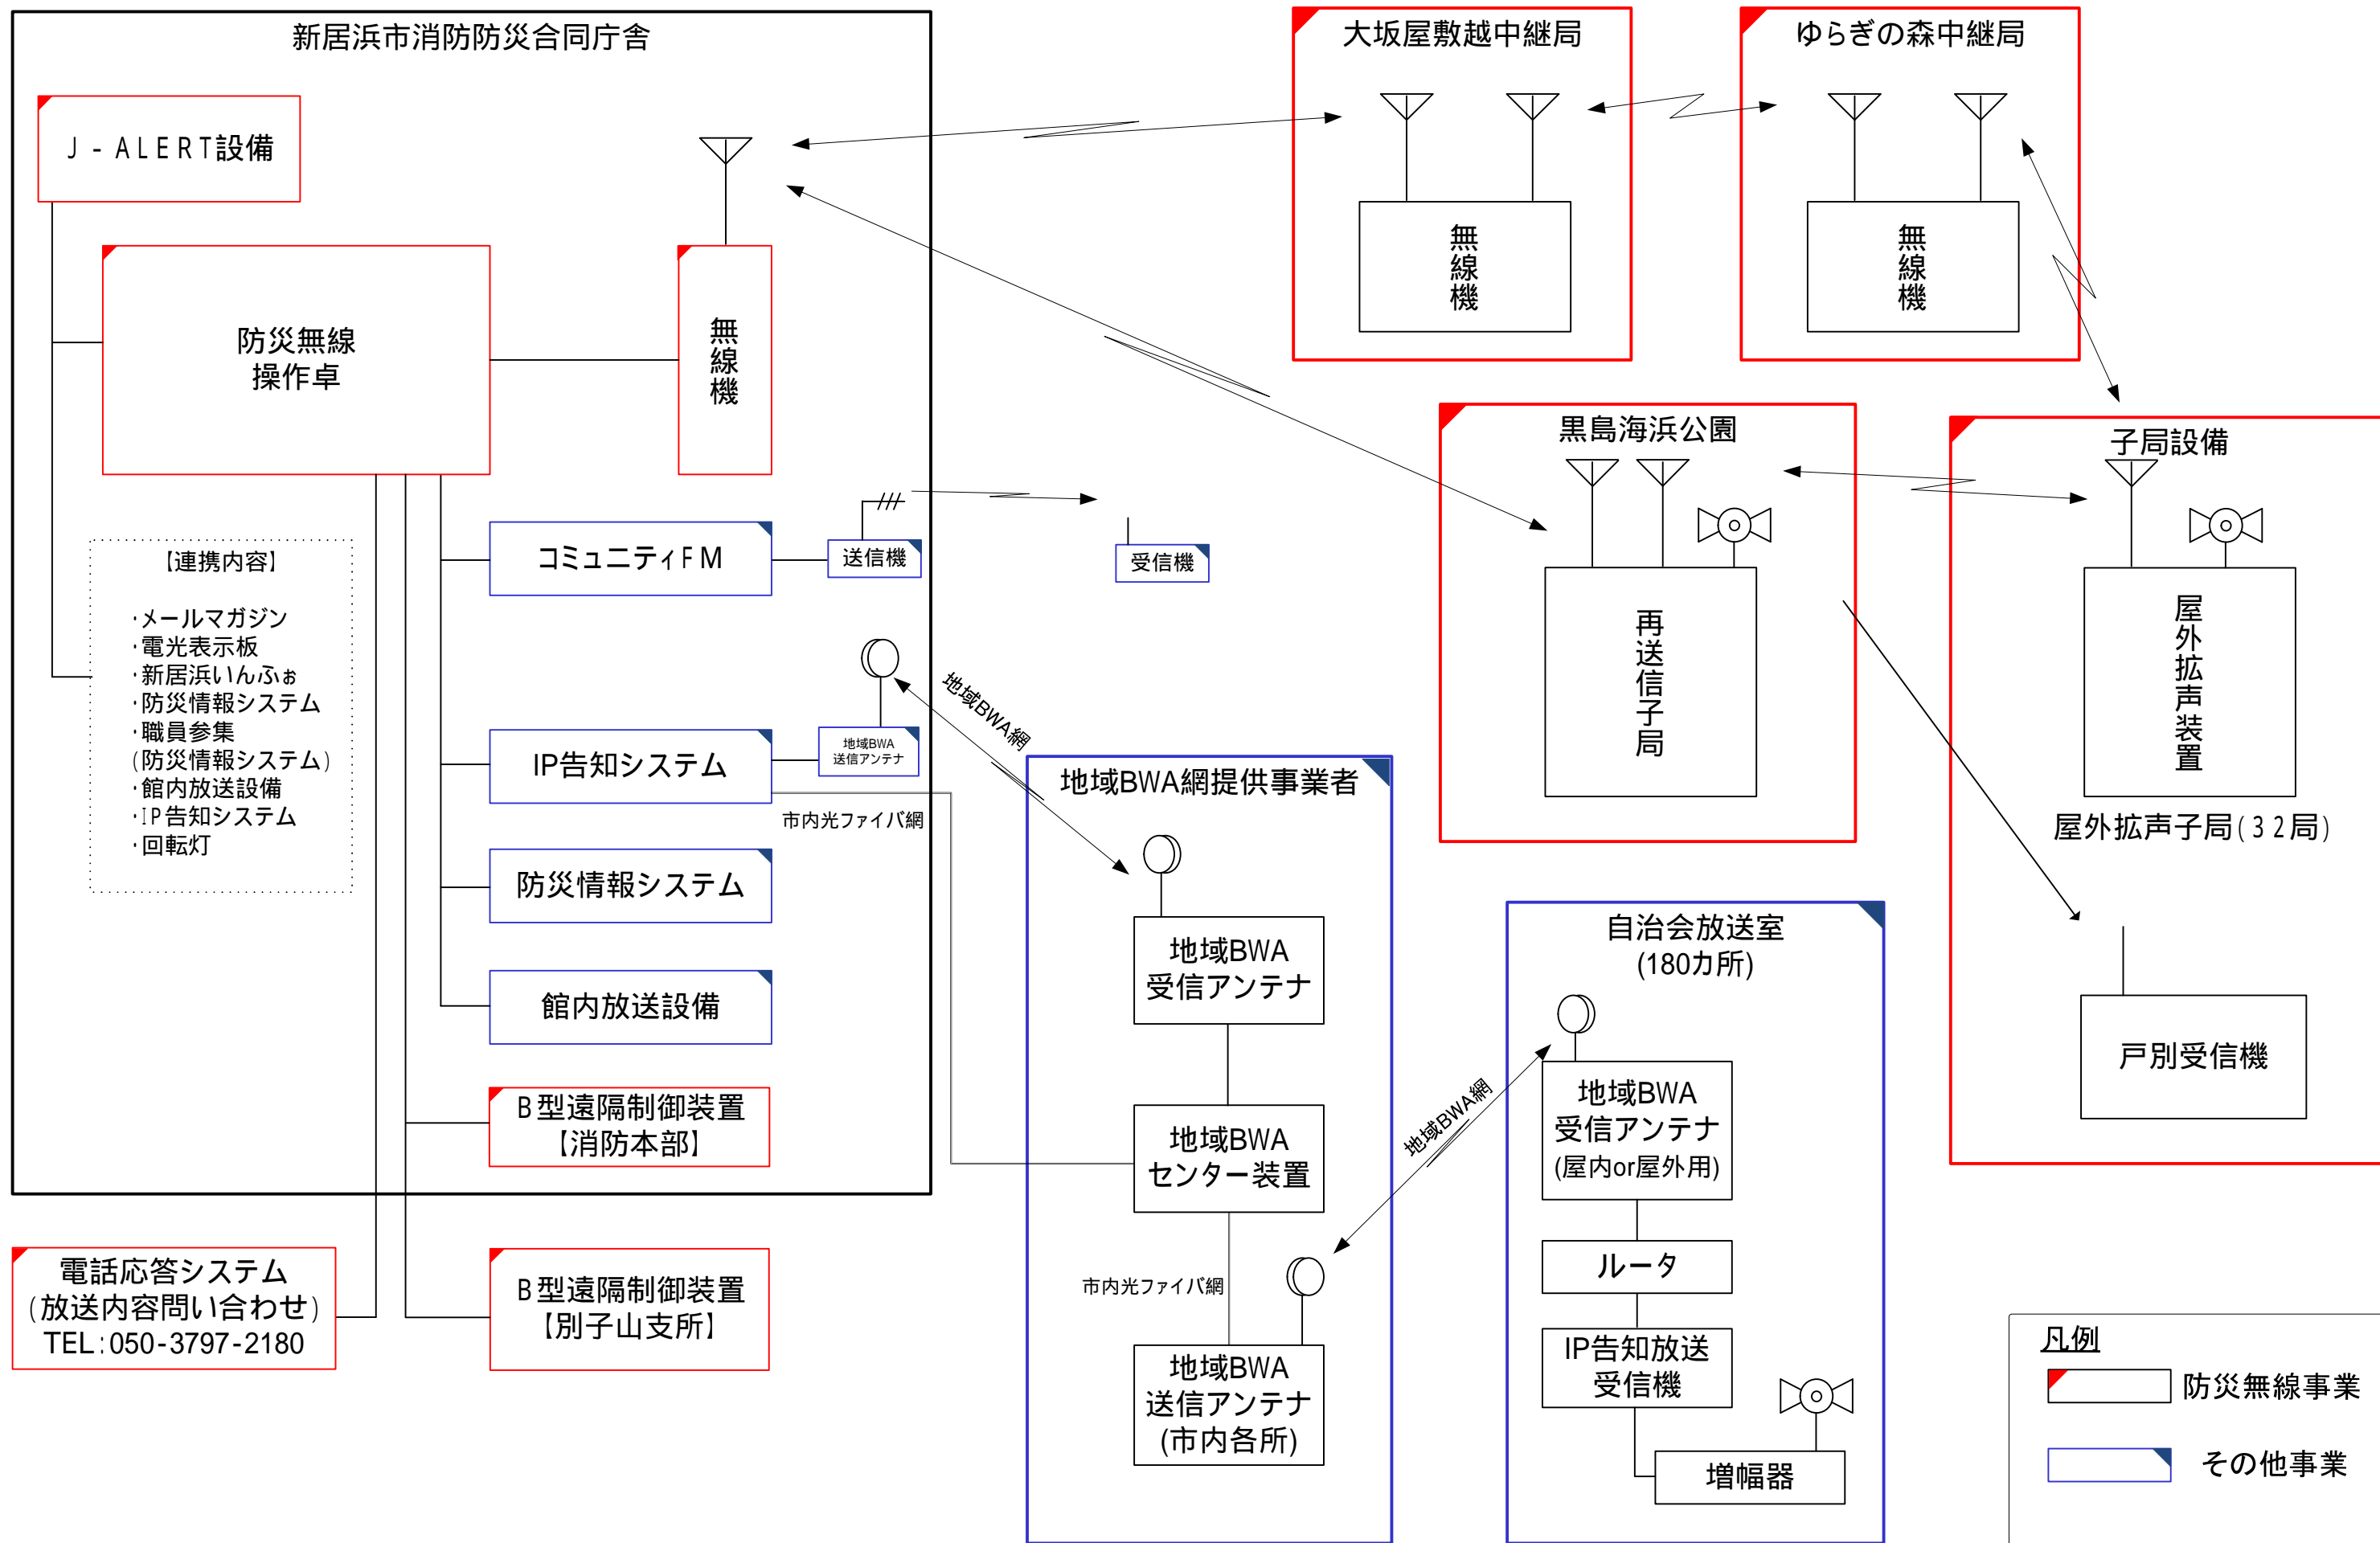 新居浜市消防防災合同庁舎
J-ALERT設備
防災無線
操作卓
無線機
【連携内容】
・メールマガジン
・電光表示板
・新居浜いんふぉ
・防災情報システム
・職員参集
(防災情報システム)
・館内放送設備
・IP告知システム
・回転灯
コミュニティFM
送信機
受信機
IP告知システム
地域BWA
送信アンテナ
地域BWA網
市内光ファイバ網
防災情報システム
館内放送設備
B型遠隔制御装置
【消防本部】
電話応答システム
(放送内容問い合わせ)
TEL:050-3797-2180
B型遠隔制御装置
【別子山支所】
大坂屋敷越中継局
無線機
ゆらぎの森中継局
無線機
黒島海浜公園
再送信子局
子局設備
屋外拡声装置
屋外拡声子局(32局)
戸別受信機
地域BWA網提供事業者
地域BWA
受信アンテナ
地域BWA
センター装置
市内光ファイバ網
地域BWA
送信アンテナ
(市内各所)
地域BWA網
自治会放送室
(180カ所)
地域BWA
受信アンテナ
(屋内or屋外用)
ルータ
IP告知放送
受信機
増幅器
凡例
防災無線事業
その他事業